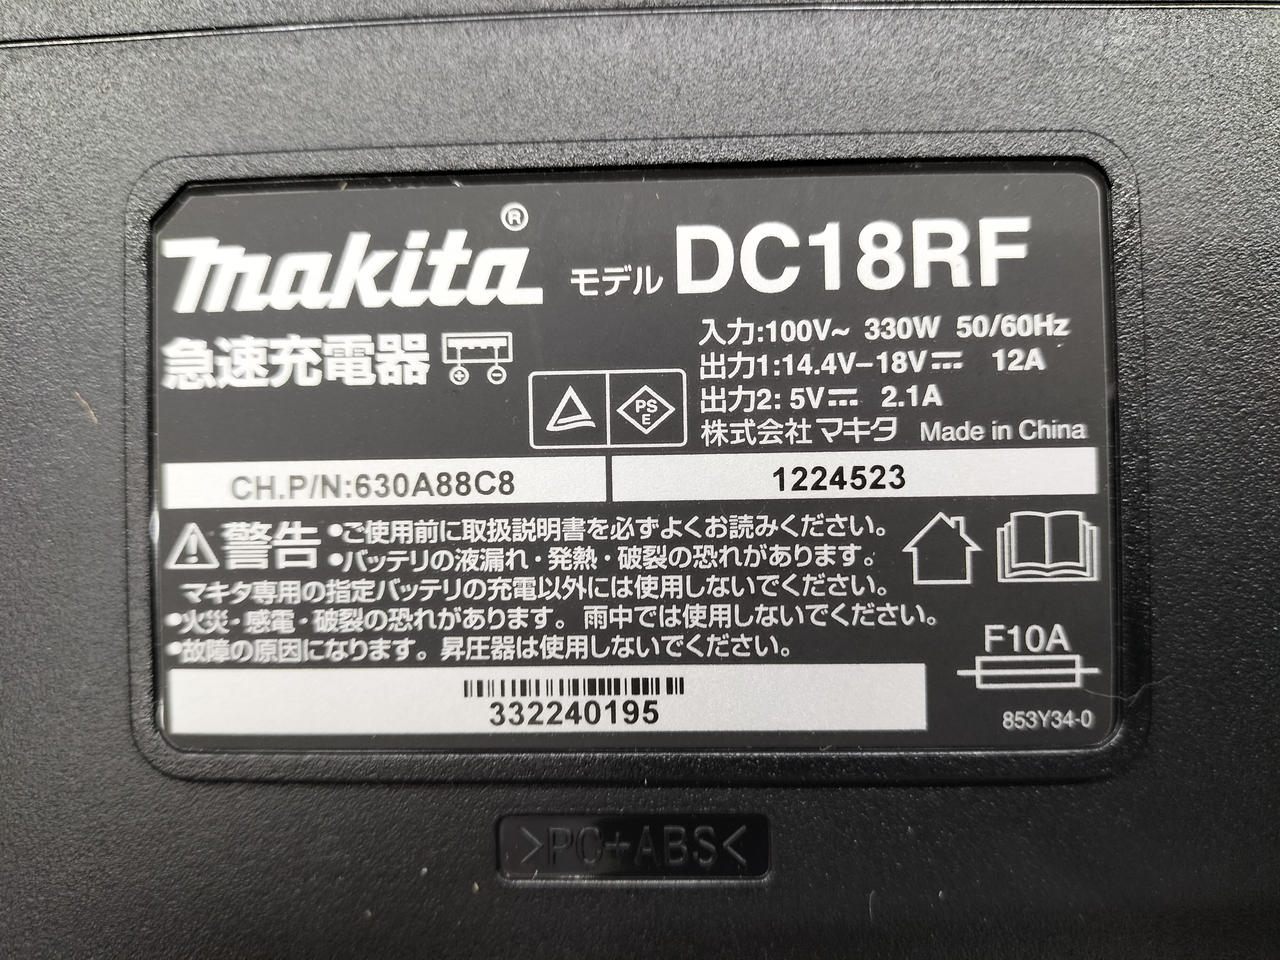 makita®
モデル DC18RF
急速充電器
入力:100V~ 330W 50/60Hz
出力1:14.4V-18V⎓ 12A
出力2: 5V⎓ 2.1A
PS
E
株式会社マキタ Made in China
CH.P/N:630A88C8
1224523
⚠警告 •ご使用前に取扱説明書を必ずよくお読みください。
•バッテリの液漏れ・発熱・破裂の恐れがあります。
マキタ専用の指定バッテリの充電以外には使用しないでください。
•火災・感電・破裂の恐れがあります。雨中では使用しないでください。
•故障の原因になります。昇圧器は使用しないでください。
F10A
332240195
853Y34-0
>PC+ABS<